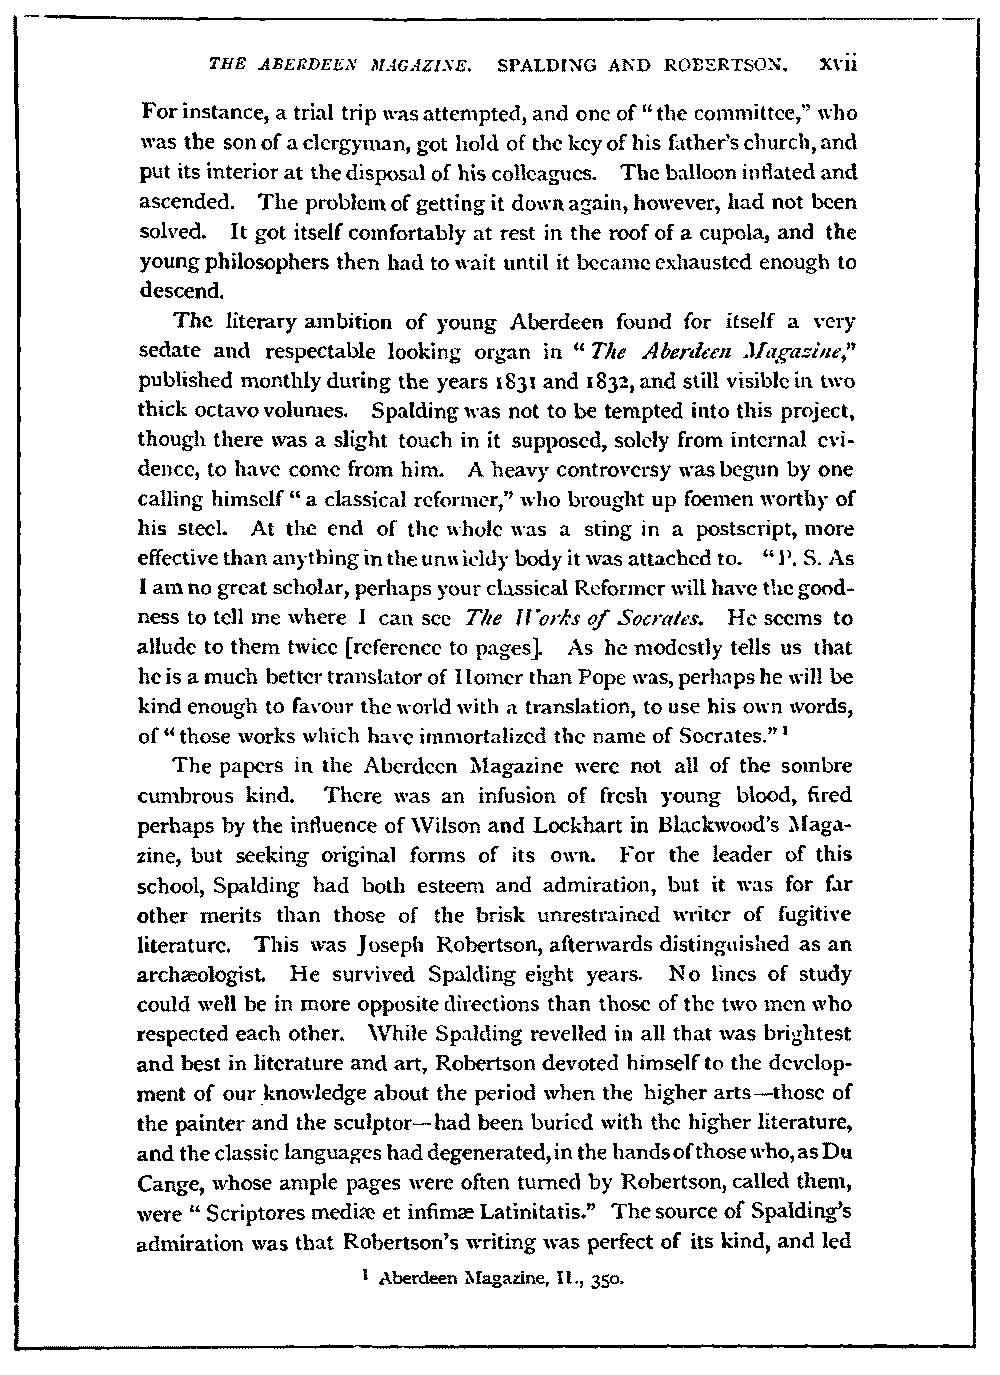 THE ABERDEEN MAGAZINE. SPALDING AND ROBERTSON. xvii
For instance, a trial trip was attempted, and one of “the committee,” who
was the son of a clergyman, got hold of the key of his father's church, and
put its interior at the disposal of his colleagues. The balloon inflated and
ascended. The problem of getting it down again, however, had not been
solved. It got itself comfortably at rest in the roof of a cupola, and the
young philosophers then had to wait until it became exhausted enough to
descend.
The literary ambition of young Aberdeen found for itself a very
sedate and respectable looking organ in “The Aberdeen Magazine,”
published monthly during the years 1831 and 1832, and still visible in two
thick octavo volumes. Spalding was not to be tempted into this project,
though there was a slight touch in it supposed, solely from internal evi-
dence, to have come from him. A heavy controversy was begun by one
calling himself “a classical reformer,” who brought up foemen worthy of
his steel. At the end of the whole was a sting in a postscript, more
effective than anything in the unwieldy body it was attached to. “P. S. As
I am no great scholar, perhaps your classical Reformer will have the good-
ness to tell me where I can see The Works of Socrates. He seems to
allude to them twice [reference to pages]. As he modestly tells us that
he is a much better translator of Homer than Pope was, perhaps he will be
kind enough to favour the world with a translation, to use his own words,
of “those works which have immortalized the name of Socrates.” 1
The papers in the Aberdeen Magazine were not all of the sombre
cumbrous kind. There was an infusion of fresh young blood, fired
perhaps by the influence of Wilson and Lockhart in Blackwood's Maga-
zine, but seeking original forms of its own. For the leader of this
school, Spalding had both esteem and admiration, but it was for far
other merits than those of the brisk unrestrained writer of fugitive
literature. This was Joseph Robertson, afterwards distinguished as an
archæologist. He survived Spalding eight years. No lines of study
could well be in more opposite directions than those of the two men who
respected each other. While Spalding revelled in all that was brightest
and best in literature and art, Robertson devoted himself to the develop-
ment of our knowledge about the period when the higher arts—those of
the painter and the sculptor—had been buried with the higher literature,
and the classic languages had degenerated, in the hands of those who, as Du
Cange, whose ample pages were often turned by Robertson, called them,
were “Scriptores mediæ et infimæ Latinitatis.” The source of Spalding's
admiration was that Robertson's writing was perfect of its kind, and led
1 Aberdeen Magazine, II., 350.